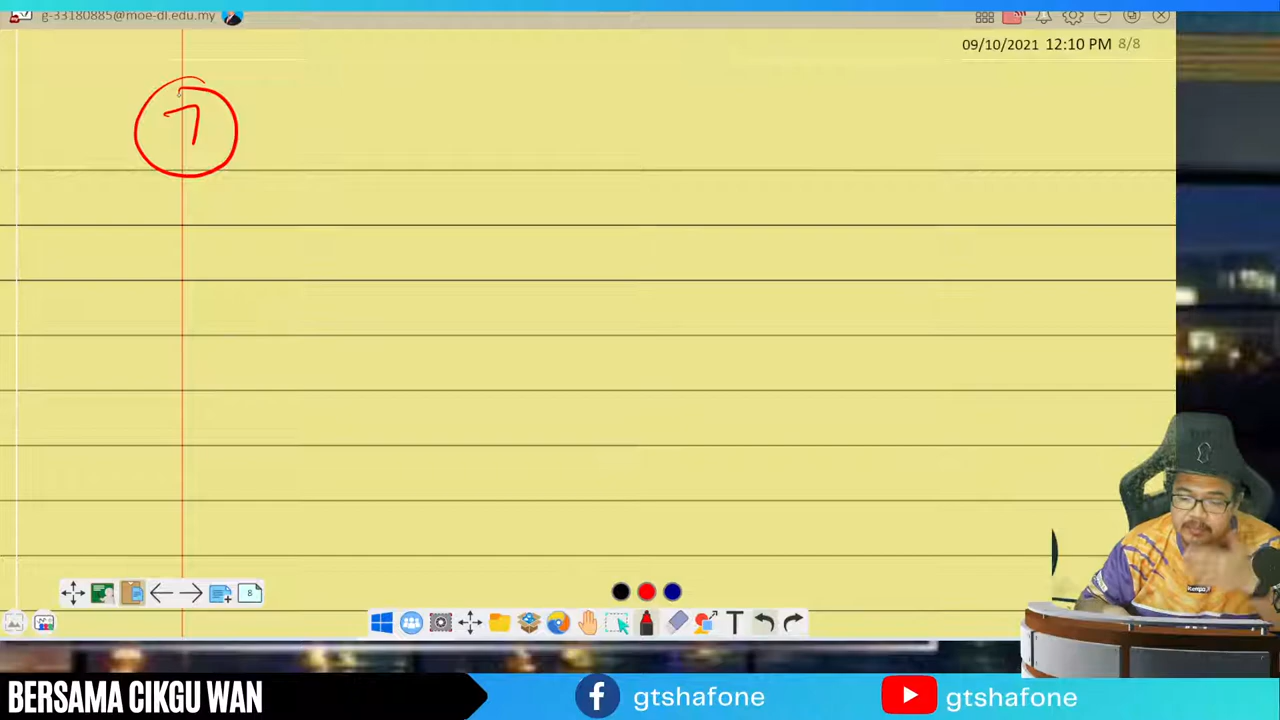 g-33180885@moe-dl.edu.my
09/10/2021 12:10 PM 8/8
7
8
T
BERSAMA CIKGU WAN
gtshafone
gtshafone